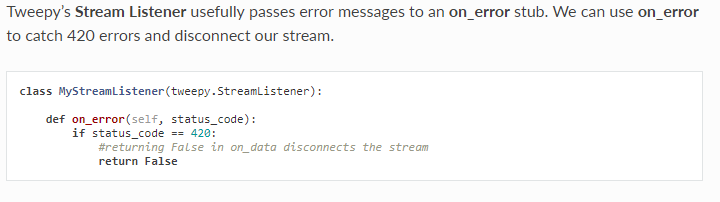 Tweepy's Stream Listener usefully passes error messages to an on_error stub. We can use on_error
to catch 420 errors and disconnect our stream.
class MyStreamListener(tweepy.StreamListener):
    def on_error(self, status_code):
        if status_code == 420:
            #returning False in on_data disconnects the stream
            return False